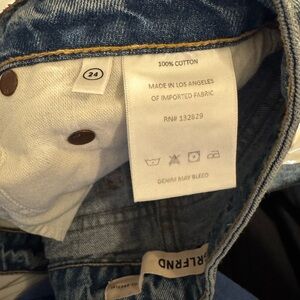 24
100% COTTON
MADE IN LOS ANGELES
OF IMPORTED FABRIC
RN# 132829
DENIM MAY BLEED
RLFRND